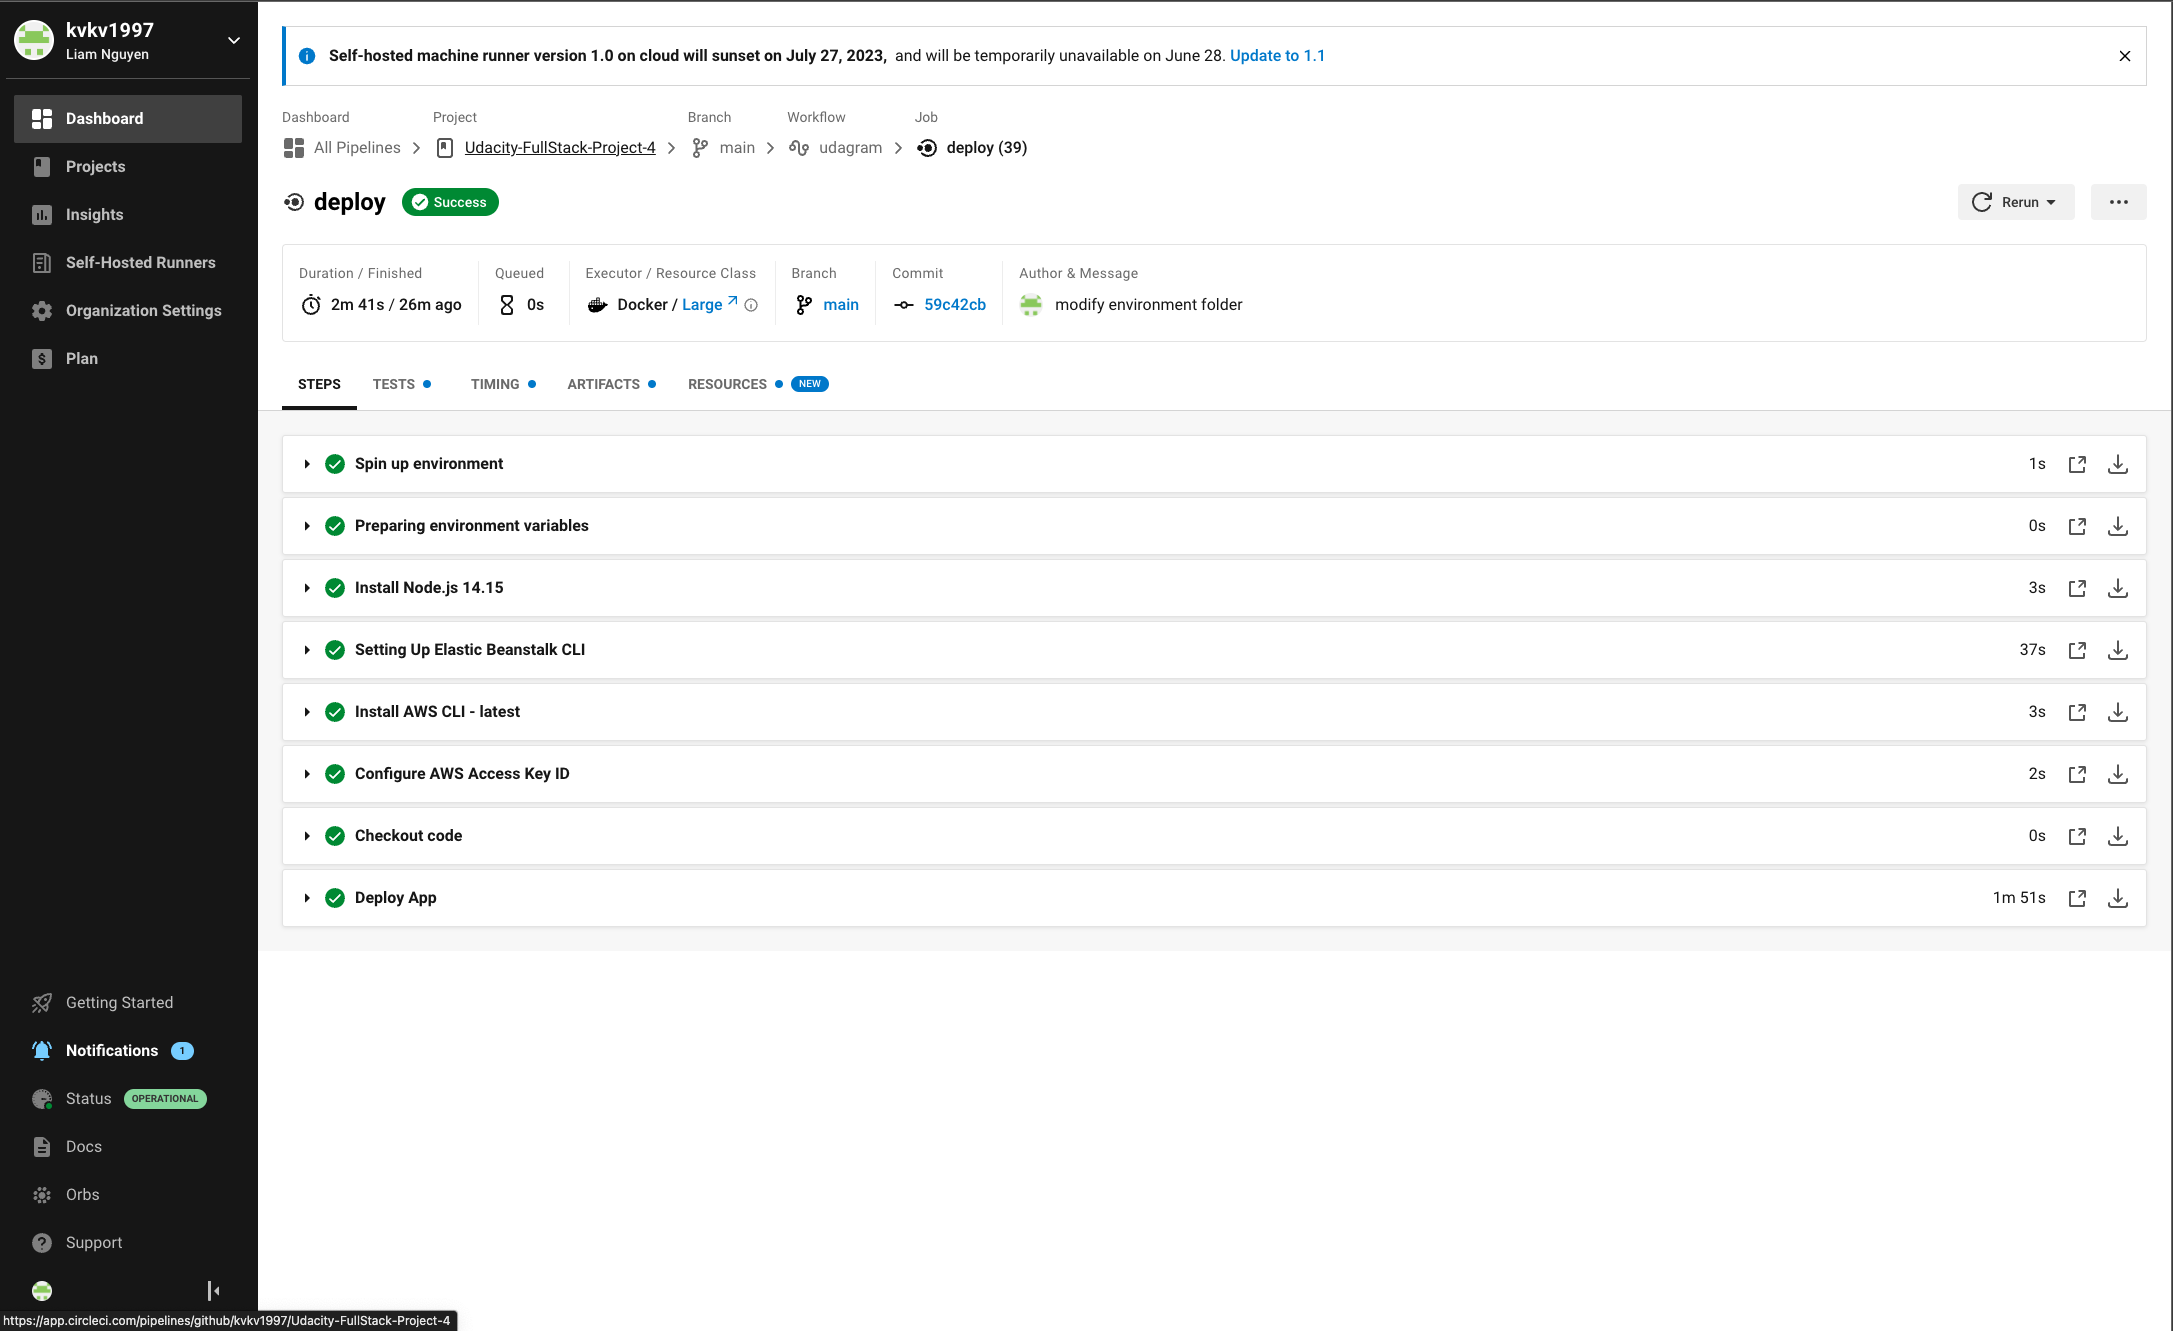 kvkv1997
Liam Nguyen
Dashboard
Projects
Insights
Self-Hosted Runners
Organization Settings
Plan
Getting Started
Notifications 1
Status OPERATIONAL
Docs
Orbs
Support
Self-hosted machine runner version 1.0 on cloud will sunset on July 27, 2023, and will be temporarily unavailable on June 28. Update to 1.1
Dashboard Project Branch Workflow Job
All Pipelines Udacity-FullStack-Project-4 main udagram deploy (39)
deploy Success Rerun
Duration / Finished Queued Executor / Resource Class Branch Commit Author & Message
2m 41s / 26m ago 0s Docker / Large main 59c42cb modify environment folder
STEPS TESTS TIMING ARTIFACTS RESOURCES NEW
Spin up environment 1s
Preparing environment variables 0s
Install Node.js 14.15 3s
Setting Up Elastic Beanstalk CLI 37s
Install AWS CLI - latest 3s
Configure AWS Access Key ID 2s
Checkout code 0s
Deploy App 1m 51s
https://app.circleci.com/pipelines/github/kvkv1997/Udacity-FullStack-Project-4